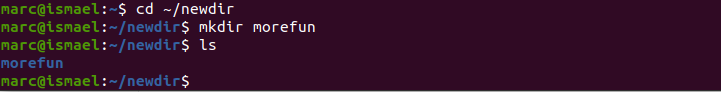 marc@ismael:~$ cd ~/newdir
marc@ismael:~/newdir$ mkdir morefun
marc@ismael:~/newdir$ ls
morefun
marc@ismael:~/newdir$